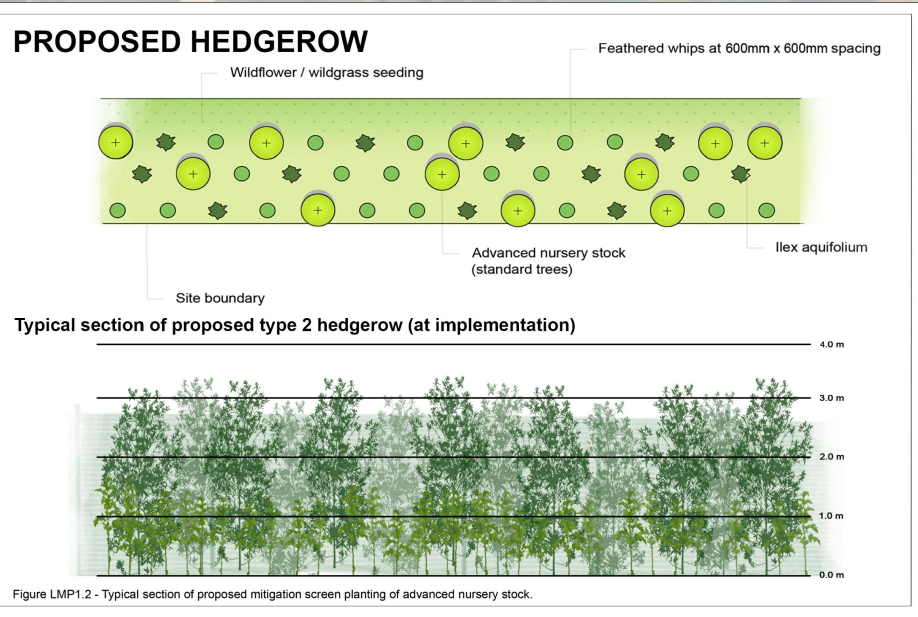 PROPOSED HEDGEROW
Feathered whips at 600mm x 600mm spacing
Wildflower / wildgrass seeding
Ilex aquifolium
Advanced nursery stock
(standard trees)
Site boundary
Typical section of proposed type 2 hedgerow (at implementation)
4.0 m
3.0 m
2.0 m
1.0 m
0.0 m
Figure LMP1.2 - Typical section of proposed mitigation screen planting of advanced nursery stock.